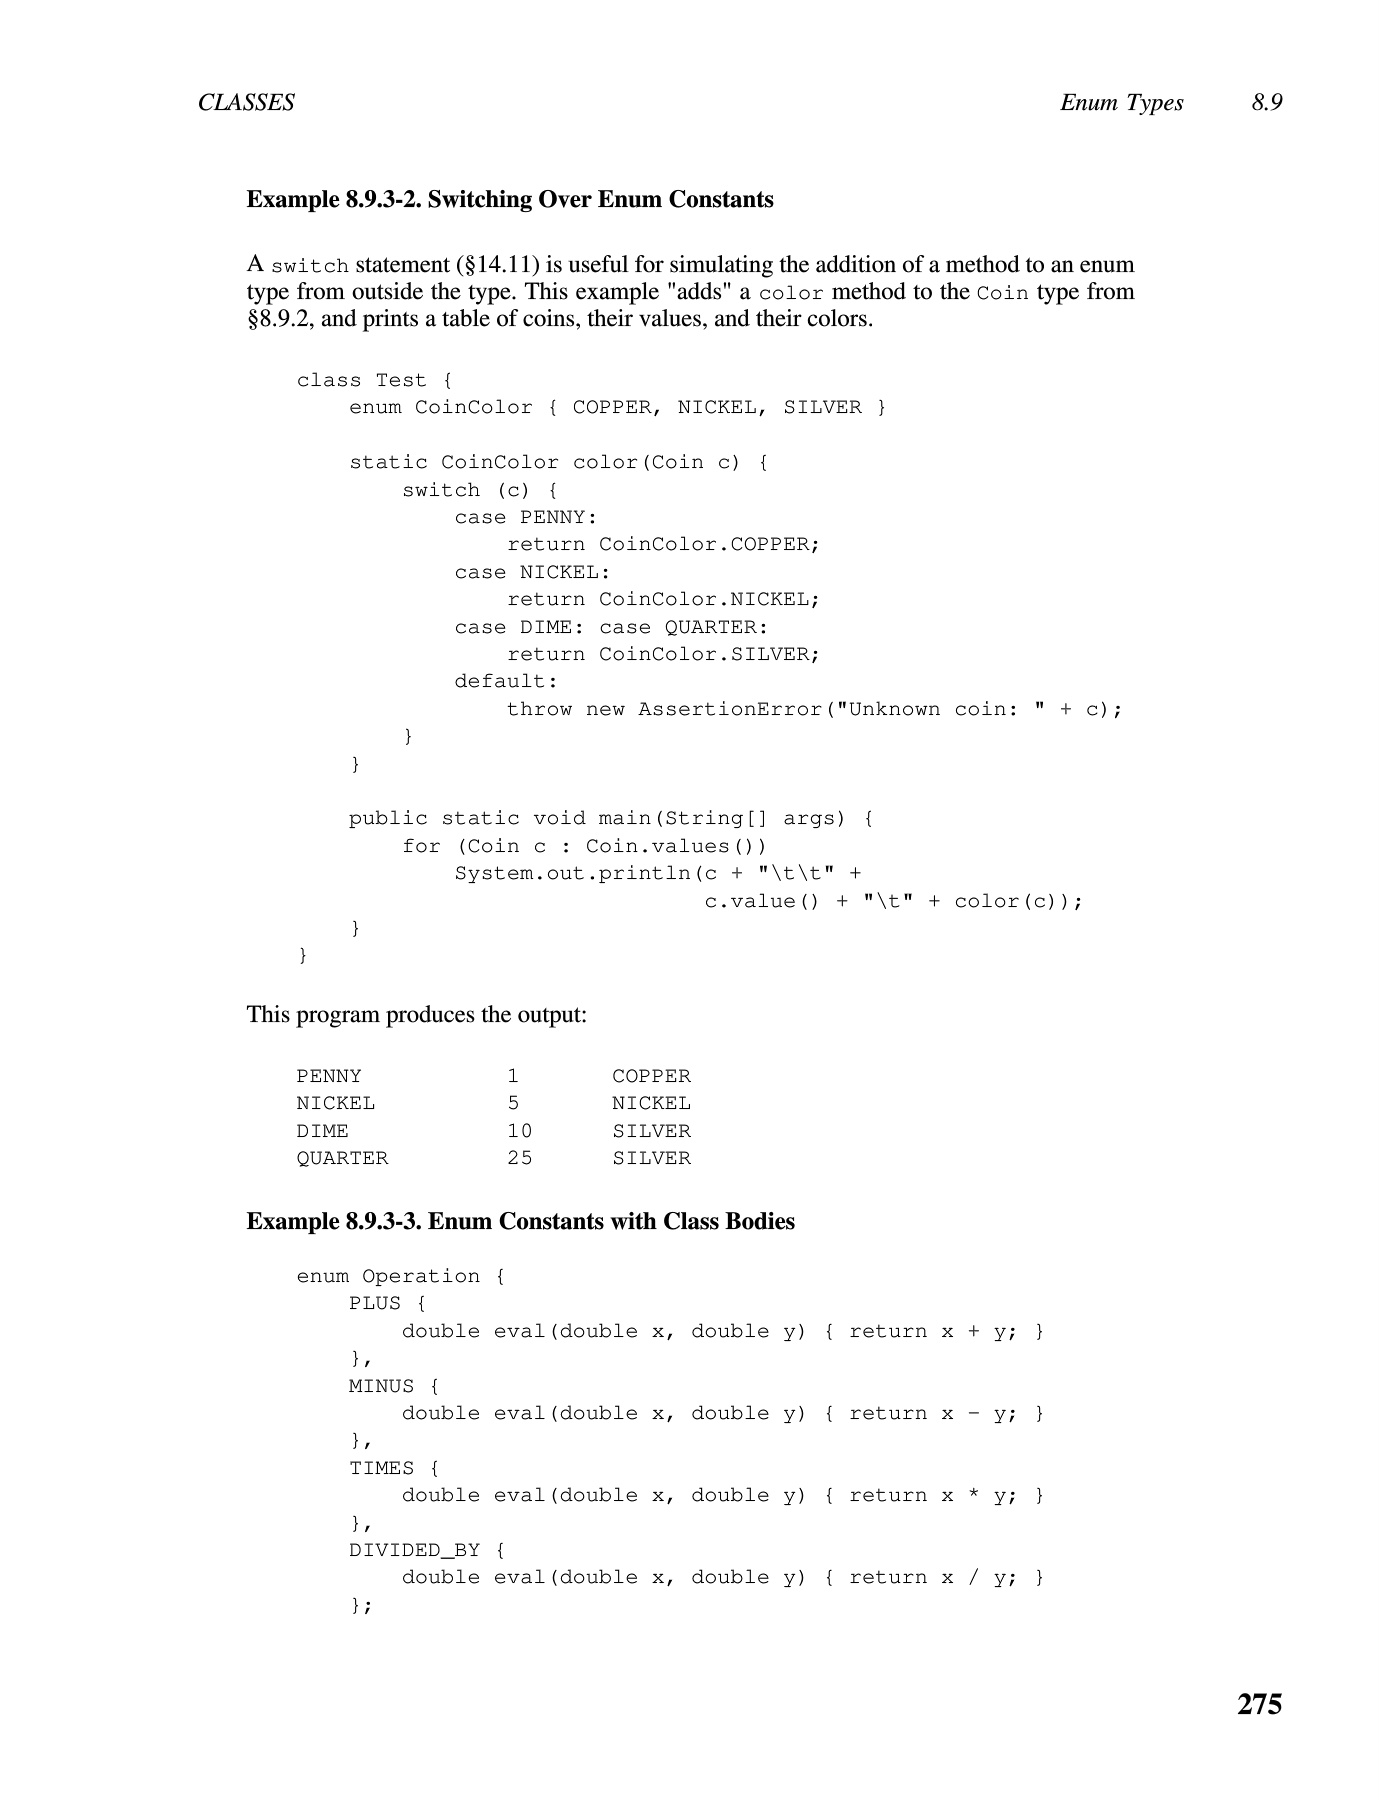 CLASSES Enum Types 8.9
Example 8.9.3-2. Switching Over Enum Constants
A switch statement (§14.11) is useful for simulating the addition of a method to an enum
type from outside the type. This example "adds" a color method to the Coin type from
§8.9.2, and prints a table of coins, their values, and their colors.
class Test {
    enum CoinColor { COPPER, NICKEL, SILVER }
    static CoinColor color(Coin c) {
        switch (c) {
            case PENNY:
                return CoinColor.COPPER;
            case NICKEL:
                return CoinColor.NICKEL;
            case DIME: case QUARTER:
                return CoinColor.SILVER;
            default:
                throw new AssertionError("Unknown coin: " + c);
        }
    }
    public static void main(String[] args) {
        for (Coin c : Coin.values())
            System.out.println(c + "\t\t" +
                               c.value() + "\t" + color(c));
    }
}
This program produces the output:
PENNY           1       COPPER
NICKEL          5       NICKEL
DIME            10      SILVER
QUARTER         25      SILVER
Example 8.9.3-3. Enum Constants with Class Bodies
enum Operation {
    PLUS {
        double eval(double x, double y) { return x + y; }
    },
    MINUS {
        double eval(double x, double y) { return x - y; }
    },
    TIMES {
        double eval(double x, double y) { return x * y; }
    },
    DIVIDED_BY {
        double eval(double x, double y) { return x / y; }
    };
275